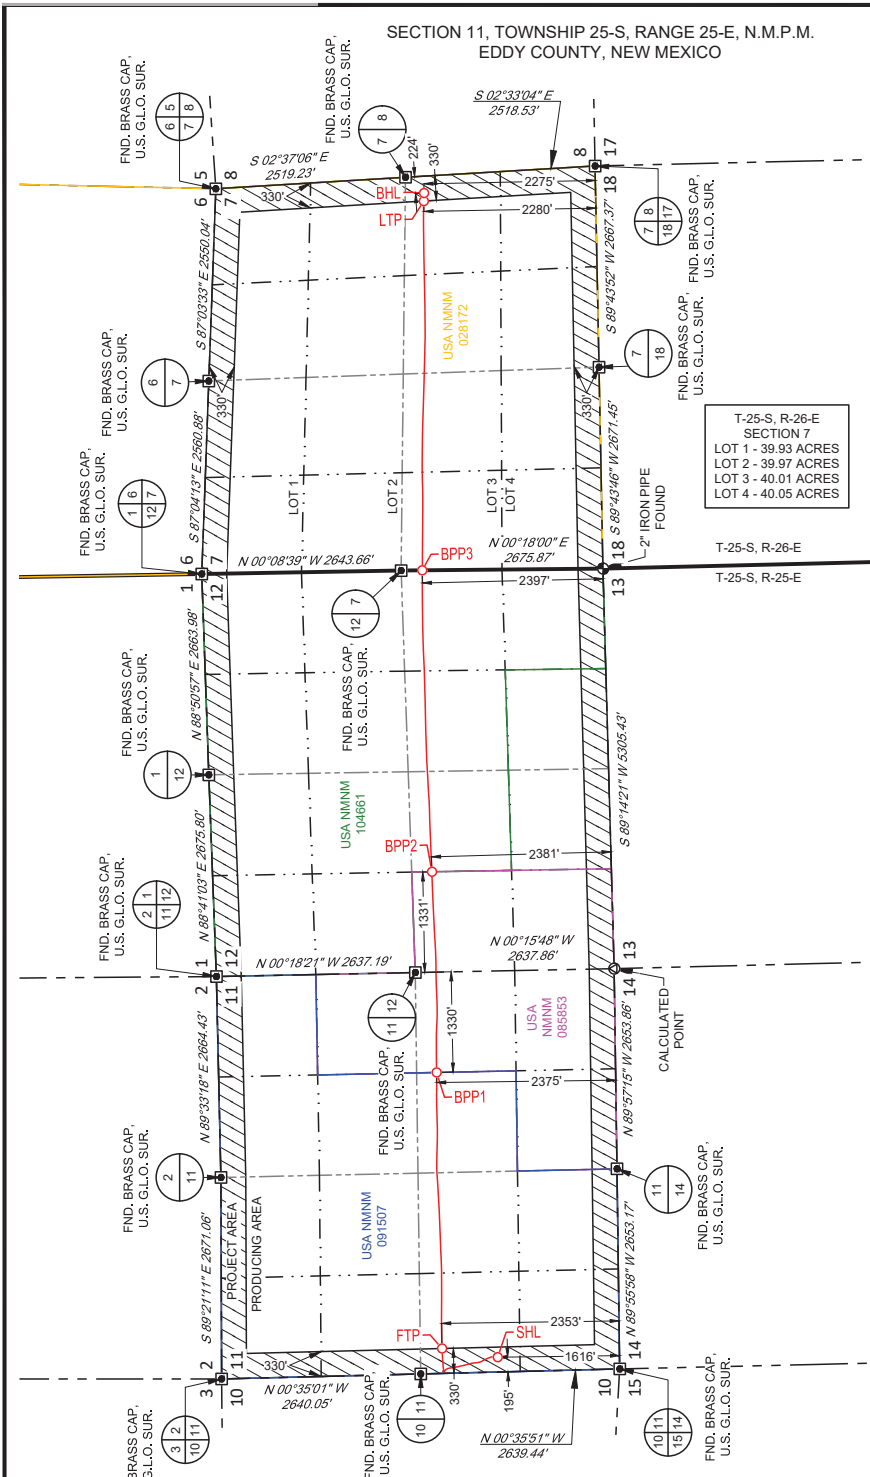 SECTION 11, TOWNSHIP 25-S, RANGE 25-E, N.M.P.M.
EDDY COUNTY, NEW MEXICO
FND. BRASS CAP,
U.S. G.L.O. SUR.
6 5
7 8
FND. BRASS CAP,
U.S. G.L.O. SUR.
8
7
S 02°33'04" E
2518.53'
S 02°37'06" E
2519.23'
224'
330'
5
8
6
7
8
17
18
330'
BHL
LTP
2275'
2280'
FND. BRASS CAP,
U.S. G.L.O. SUR.
7 8
18 17
S 87°03'33" E 2550.04'
S 89°43'52" W 2667.37'
USA NMNM
028172
FND. BRASS CAP,
U.S. G.L.O. SUR.
6
7
330'
330'
FND. BRASS CAP,
U.S. G.L.O. SUR.
7
18
T-25-S, R-26-E
SECTION 7
LOT 1 - 39.93 ACRES
LOT 2 - 39.97 ACRES
LOT 3 - 40.01 ACRES
LOT 4 - 40.05 ACRES
FND. BRASS CAP,
U.S. G.L.O. SUR.
1 6
12 7
S 87°04'13" E 2560.88'
LOT 1
LOT 2
LOT 3
LOT 4
S 89°43'46" W 2671.45'
2" IRON PIPE
FOUND
6
7
1
12
N 00°08'39" W 2643.66'
BPP3
N 00°18'00" E
2675.87'
18
13
T-25-S, R-26-E
T-25-S, R-25-E
2397'
12 7
FND. BRASS CAP,
U.S. G.L.O. SUR.
N 88°50'57" E 2663.98'
FND. BRASS CAP,
U.S. G.L.O. SUR.
1
12
USA NMNM
104661
S 89°14'21" W 5305.43'
BPP2
2381'
N 88°41'03" E 2675.80'
FND. BRASS CAP,
U.S. G.L.O. SUR.
2 1
11 12
1331'
1
12
2
11
N 00°18'21" W 2637.19'
N 00°15'48" W
2637.86'
13
14
CALCULATED
POINT
11 12
FND. BRASS CAP,
U.S. G.L.O. SUR.
1330'
USA
NMNM
085853
BPP1
2375'
N 89°33'18" E 2664.43'
N 89°57'15" W 2653.86'
FND. BRASS CAP,
U.S. G.L.O. SUR.
2
11
FND. BRASS CAP,
U.S. G.L.O. SUR.
11
14
S 89°21'11" E 2671.06'
PROJECT AREA
PRODUCING AREA
USA NMNM
091507
N 89°55'58" W 2653.17'
FTP
SHL
2353'
1616'
330'
330'
195'
2
11
3
10
14
10
15
N 00°35'01" W
2640.05'
N 00°35'51" W
2639.44'
BRASS CAP,
G.L.O. SUR.
3 2
10 11
FND. BRASS CAP,
U.S. G.L.O. SUR.
10 11
FND. BRASS CAP,
U.S. G.L.O. SUR.
10 11
15 14